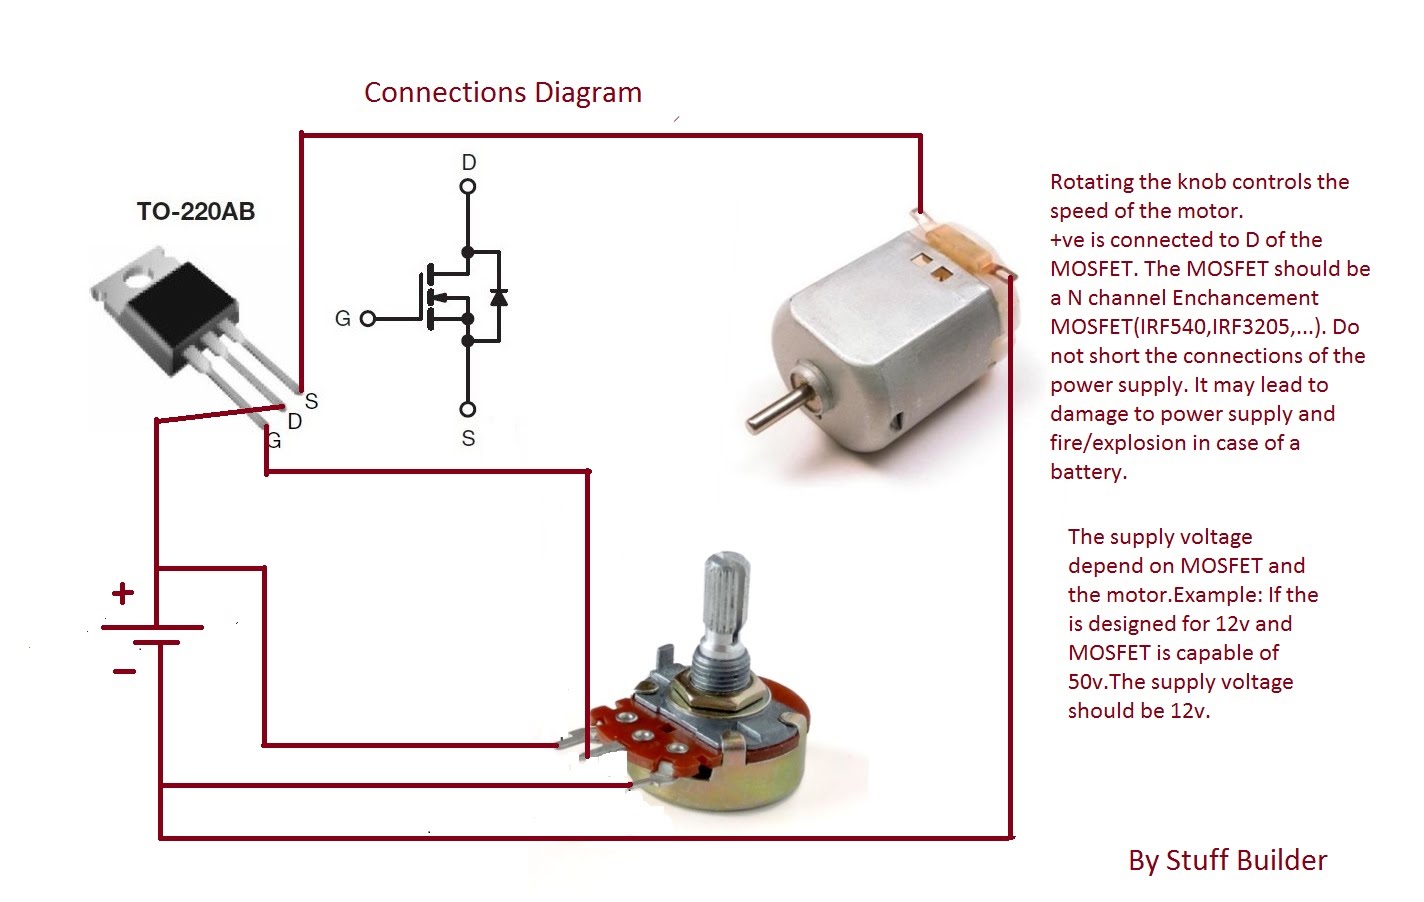 Connections Diagram
TO-220AB
D
G
S
S
D
G
+
−
Rotating the knob controls the
speed of the motor.
+ve is connected to D of the
MOSFET. The MOSFET should be
a N channel Enchancement
MOSFET(IRF540,IRF3205,...). Do
not short the connections of the
power supply. It may lead to
damage to power supply and
fire/explosion in case of a
battery.
The supply voltage
depend on MOSFET and
the motor.Example: If the
is designed for 12v and
MOSFET is capable of
50v.The supply voltage
should be 12v.
By Stuff Builder